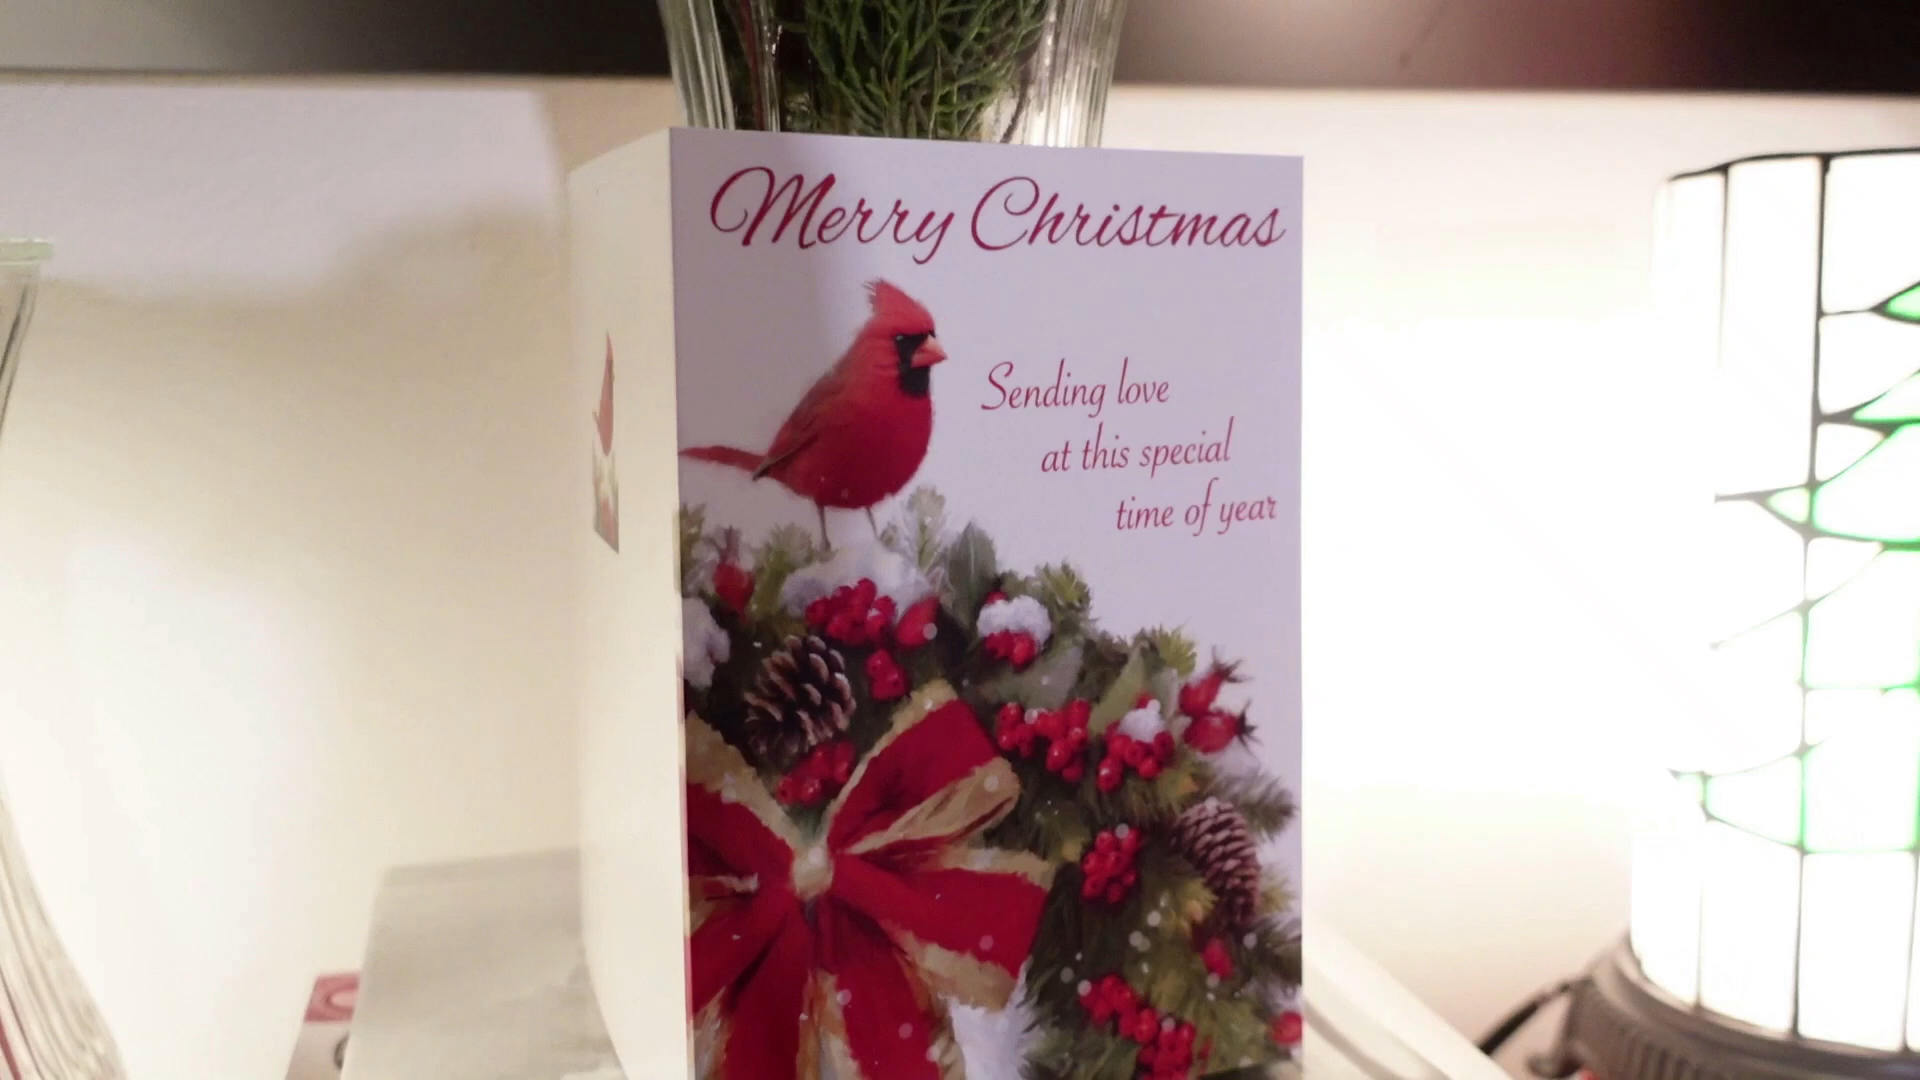 Merry Christmas
Sending love
at this special
time of year